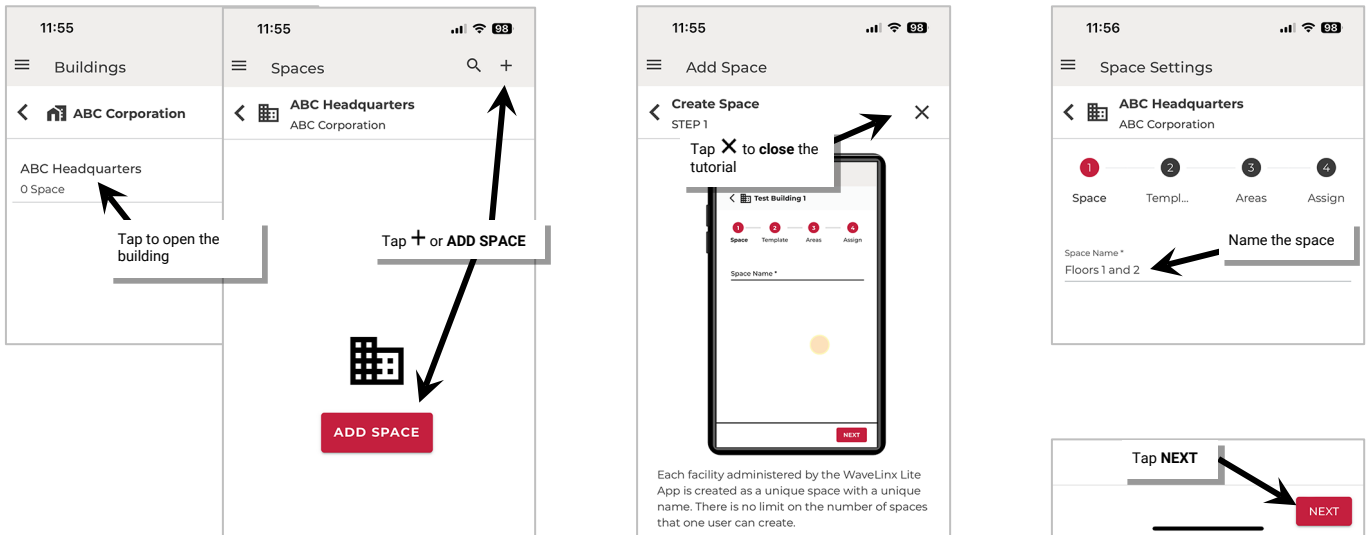 11:55
Buildings
ABC Corporation
ABC Headquarters
0 Space
Tap to open the
building
11:55
98
Spaces
ABC Headquarters
ABC Corporation
Tap + or ADD SPACE
ADD SPACE
11:55
98
Add Space
Create Space
STEP 1
Tap X to close the
tutorial
Test Building 1
1 2 3 4
Space Template Areas Assign
Space Name *
NEXT
Each facility administered by the WaveLinx Lite
App is created as a unique space with a unique
name. There is no limit on the number of spaces
that one user can create.
11:56
98
Space Settings
ABC Headquarters
ABC Corporation
1 2 3 4
Space Templ... Areas Assign
Name the space
Space Name *
Floors 1 and 2
Tap NEXT
NEXT